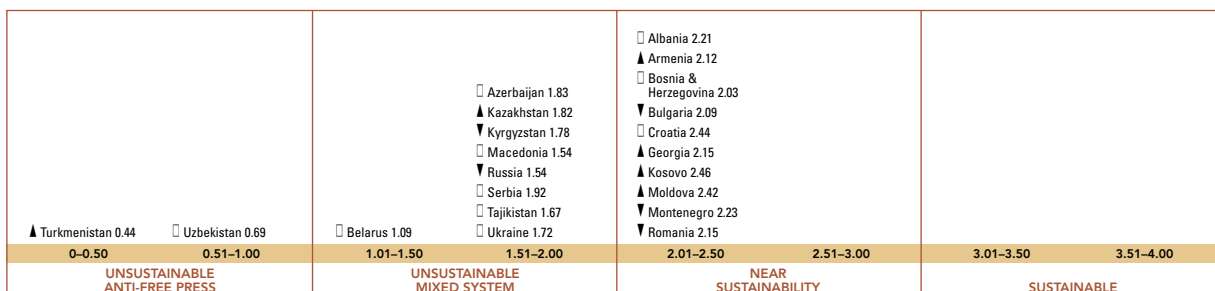 Albania 2.21
▲ Armenia 2.12
Bosnia &
Herzegovina 2.03
Azerbaijan 1.83
▼ Bulgaria 2.09
▲ Kazakhstan 1.82
Croatia 2.44
▼ Kyrgyzstan 1.78
▲ Georgia 2.15
Macedonia 1.54
▲ Kosovo 2.46
▼ Russia 1.54
▲ Moldova 2.42
Serbia 1.92
▼ Montenegro 2.23
Tajikistan 1.67
▲ Turkmenistan 0.44
Uzbekistan 0.69
Belarus 1.09
Ukraine 1.72
▼ Romania 2.15
0–0.50 0.51–1.00 1.01–1.50 1.51–2.00 2.01–2.50 2.51–3.00 3.01–3.50 3.51–4.00
UNSUSTAINABLE
ANTI-FREE PRESS
UNSUSTAINABLE
MIXED SYSTEM
NEAR
SUSTAINABILITY
SUSTAINABLE